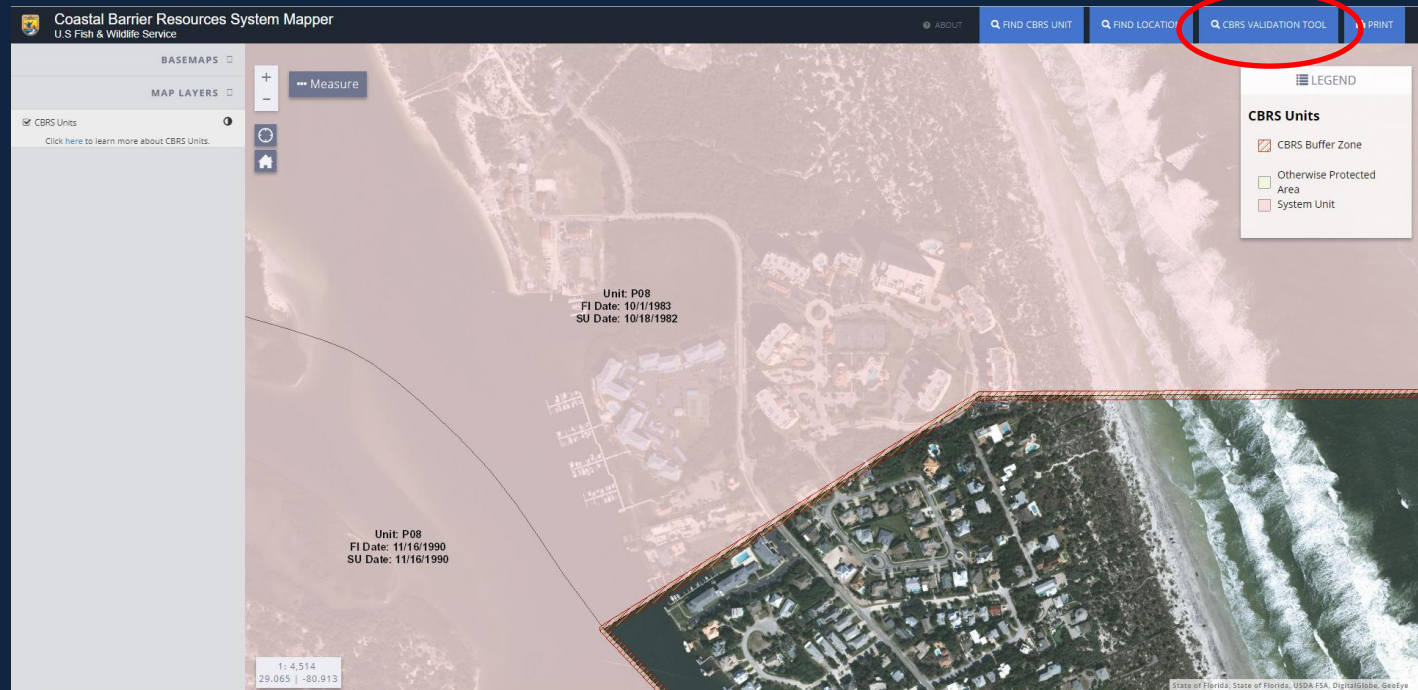 Coastal Barrier Resources System Mapper
U.S Fish & Wildlife Service
ABOUT
FIND CBRS UNIT
FIND LOCATION
CBRS VALIDATION TOOL
PRINT
BASEMAPS
MAP LAYERS
CBRS Units
Click here to learn more about CBRS Units.
+
−
Measure
LEGEND
CBRS Units
CBRS Buffer Zone
Otherwise Protected
Area
System Unit
Unit: P08
FI Date: 10/1/1983
SU Date: 10/18/1982
Unit: P08
FI Date: 11/16/1990
SU Date: 11/16/1990
1: 4,514
29.065 | -80.913
State of Florida, State of Florida, USDA FSA, DigitalGlobe, GeoEye